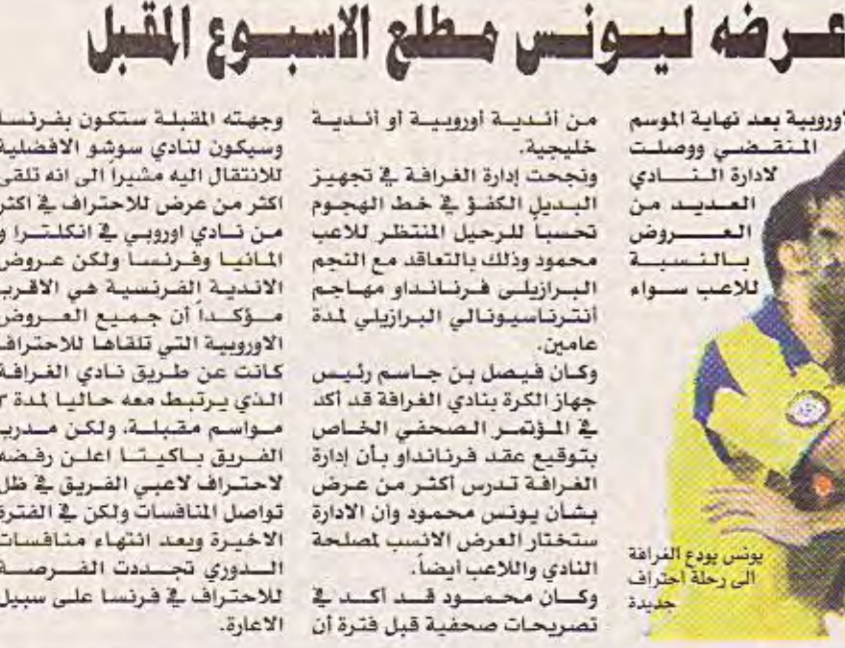 عرضه ليونس مطلع الاسبوع المقبل
اوروبية بعد نهاية الموسم
المنقضي ووصلت
لادارة النادي
العديد من
العروض
بالنسبة
للاعب سواء
يونس يودع الغرافة
الى رحلة احتراف
جديدة
من أندية أوروبية أو أندية
خليجية.
ونجحت إدارة الغرافة في تجهيز
البديل الكفؤ في خط الهجوم
تحسباً للرحيل المنتظر للاعب
محمود وذلك بالتعاقد مع النجم
البرازيلى فرنانداو مهاجم
أنترناسيونالي البرازيلي لمدة
عامين.
وكان فيصل بن جاسم رئيس
جهاز الكرة بنادي الغرافة قد أكد
في المؤتمر الصحفي الخاص
بتوقيع عقد فرنانداو بأن إدارة
الغرافة تدرس أكثر من عرض
بشأن يونس محمود وان الادارة
ستختار العرض الانسب لمصلحة
النادي واللاعب أيضاً.
وكان محمود قد أكد في
تصريحات صحفية قبل فترة أن
وجهته المقبلة ستكون بفرنسا
وسيكون لنادي سوشو الافضلية
للانتقال اليه مشيرا الى انه تلقى
اكثر من عرض للاحتراف في اكثر
من نادي اوروبي في انكلترا و
المانيا وفرنسا ولكن عروض
الاندية الفرنسية هي الاقرب
مؤكداً أن جميع العروض
الاوروبية التي تلقاها للاحتراف
كانت عن طريق نادي الغرافة
الذي يرتبط معه حاليا لمدة
مواسم مقبلة، ولكن مدرب
الفريق باكيتا اعلن رفضه
لاحتراف لاعبي الفريق في ظل
تواصل المنافسات ولكن في الفترة
الاخيرة وبعد انتهاء منافسات
الدوري تجددت الفرصة
للاحتراف في فرنسا على سبيل
الاعارة.